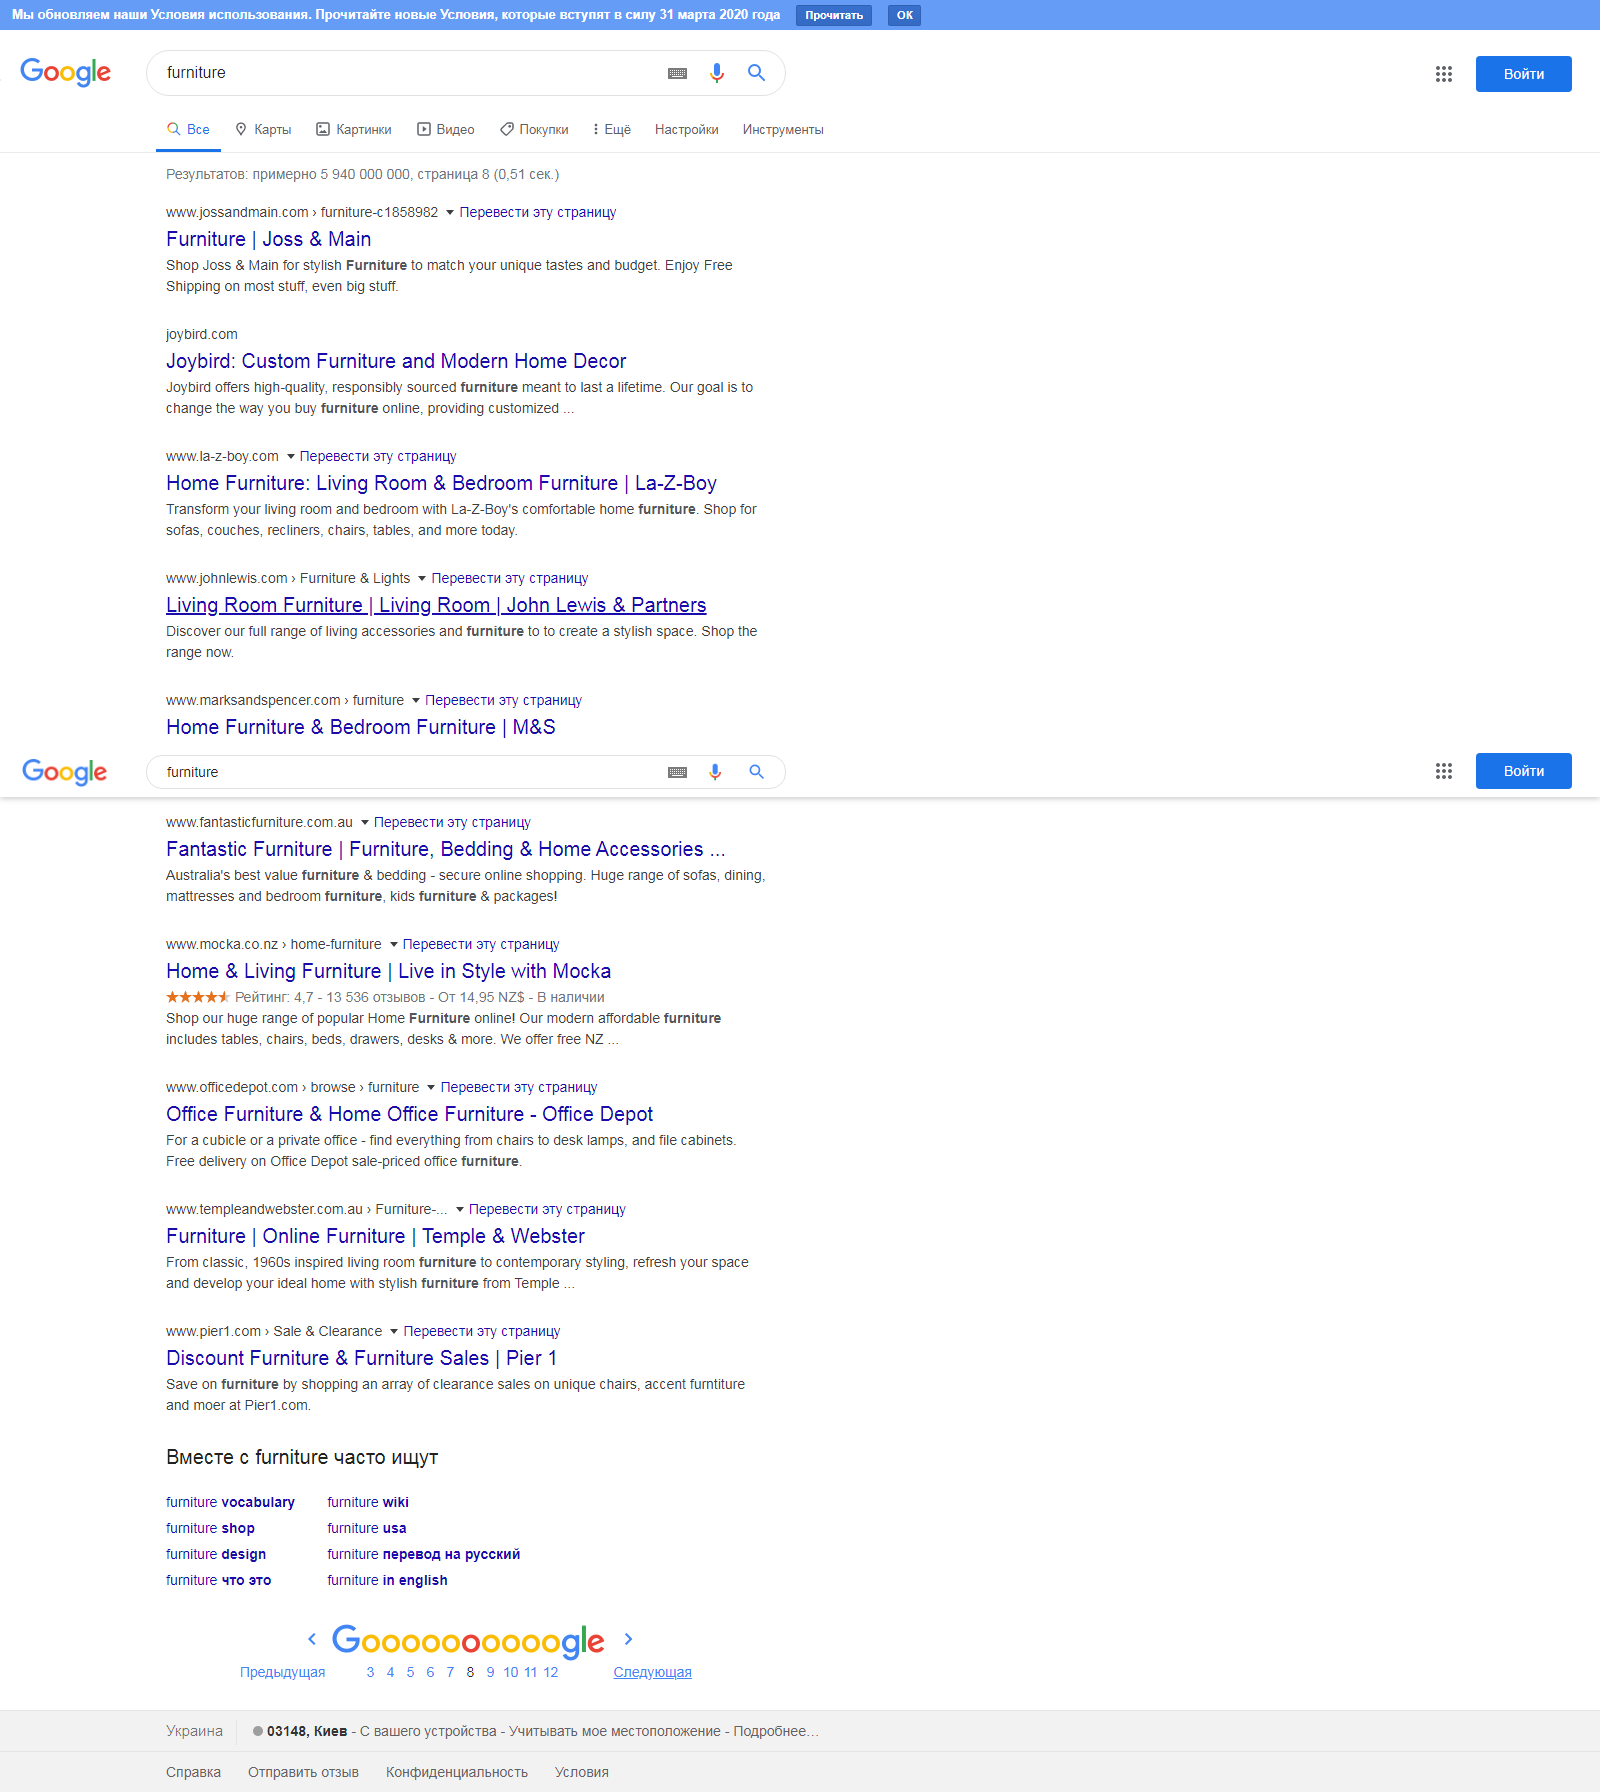 Мы обновляем наши Условия использования. Прочитайте новые Условия, которые вступят в силу 31 марта 2020 года Прочитать ОК
Google furniture Войти
Все Карты Картинки Видео Покупки Ещё Настройки Инструменты
Результатов: примерно 5 940 000 000, страница 8 (0,51 сек.)
www.jossandmain.com › furniture-c1858982 Перевести эту страницу
Furniture | Joss & Main
Shop Joss & Main for stylish Furniture to match your unique tastes and budget. Enjoy Free
Shipping on most stuff, even big stuff.
joybird.com
Joybird: Custom Furniture and Modern Home Decor
Joybird offers high-quality, responsibly sourced furniture meant to last a lifetime. Our goal is to
change the way you buy furniture online, providing customized ...
www.la-z-boy.com Перевести эту страницу
Home Furniture: Living Room & Bedroom Furniture | La-Z-Boy
Transform your living room and bedroom with La-Z-Boy's comfortable home furniture. Shop for
sofas, couches, recliners, chairs, tables, and more today.
www.johnlewis.com › Furniture & Lights Перевести эту страницу
Living Room Furniture | Living Room | John Lewis & Partners
Discover our full range of living accessories and furniture to to create a stylish space. Shop the
range now.
www.marksandspencer.com › furniture Перевести эту страницу
Home Furniture & Bedroom Furniture | M&S
Google furniture Войти
www.fantasticfurniture.com.au Перевести эту страницу
Fantastic Furniture | Furniture, Bedding & Home Accessories ...
Australia's best value furniture & bedding - secure online shopping. Huge range of sofas, dining,
mattresses and bedroom furniture, kids furniture & packages!
www.mocka.co.nz › home-furniture Перевести эту страницу
Home & Living Furniture | Live in Style with Mocka
Рейтинг: 4,7 - 13 536 отзывов - От 14,95 NZ$ - В наличии
Shop our huge range of popular Home Furniture online! Our modern affordable furniture
includes tables, chairs, beds, drawers, desks & more. We offer free NZ ...
www.officedepot.com › browse › furniture Перевести эту страницу
Office Furniture & Home Office Furniture - Office Depot
For a cubicle or a private office - find everything from chairs to desk lamps, and file cabinets.
Free delivery on Office Depot sale-priced office furniture.
www.templeandwebster.com.au › Furniture-... Перевести эту страницу
Furniture | Online Furniture | Temple & Webster
From classic, 1960s inspired living room furniture to contemporary styling, refresh your space
and develop your ideal home with stylish furniture from Temple ...
www.pier1.com › Sale & Clearance Перевести эту страницу
Discount Furniture & Furniture Sales | Pier 1
Save on furniture by shopping an array of clearance sales on unique chairs, accent furntiture
and moer at Pier1.com.
Вместе с furniture часто ищут
furniture vocabulary furniture wiki
furniture shop furniture usa
furniture design furniture перевод на русский
furniture что это furniture in english
Goooooooooogle
Предыдущая 3 4 5 6 7 8 9 10 11 12 Следующая
Украина 03148, Киев - С вашего устройства - Учитывать мое местоположение - Подробнее…
Справка Отправить отзыв Конфиденциальность Условия